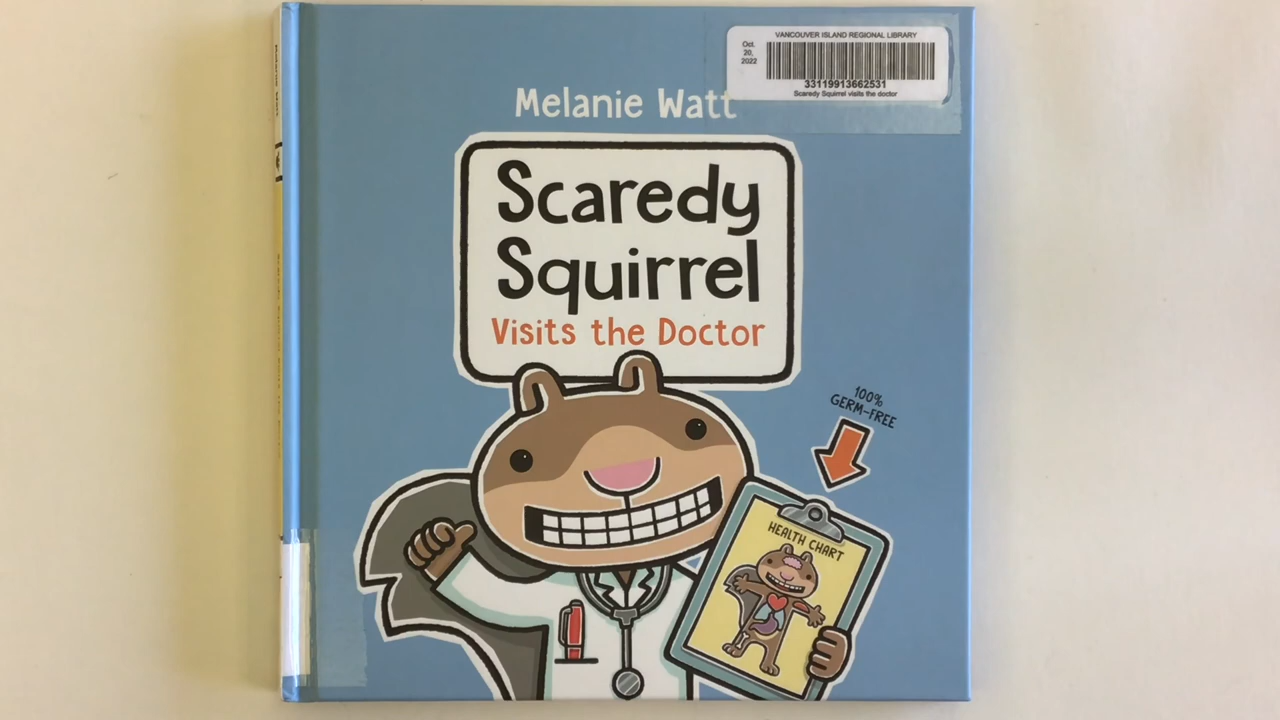 VANCOUVER ISLAND REGIONAL LIBRARY
Oct.
20,
2022
33119913662531
Scaredy Squirrel visits the doctor
Melanie Watt
Scaredy
Squirrel
Visits the Doctor
100%
GERM-FREE
HEALTH CHART